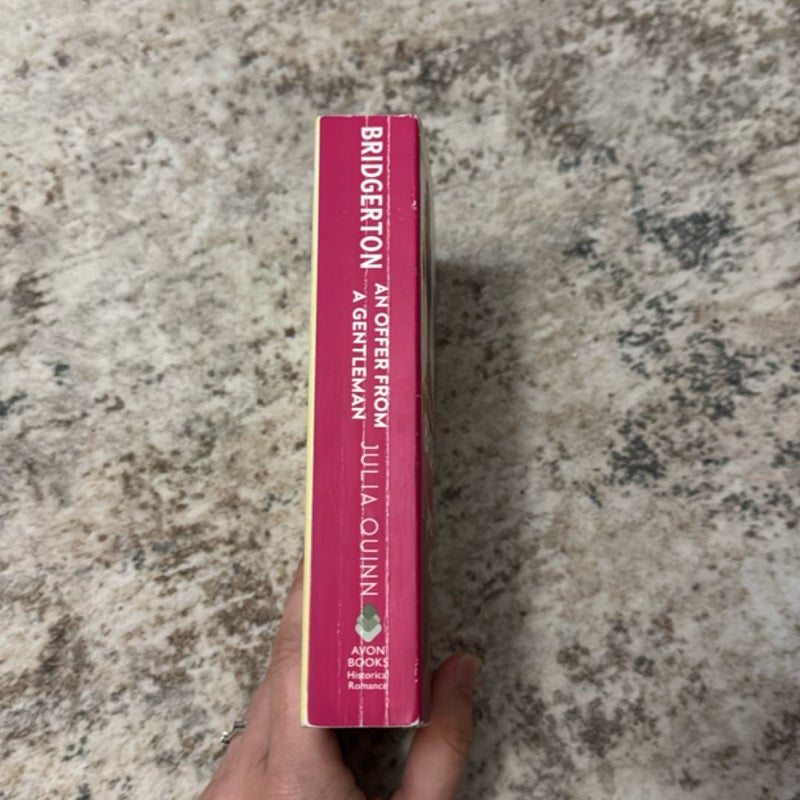 BRIDGERTON
AN OFFER FROM
A GENTLEMAN
JULIA QUINN
AVON
BOOKS
Historical
Romance